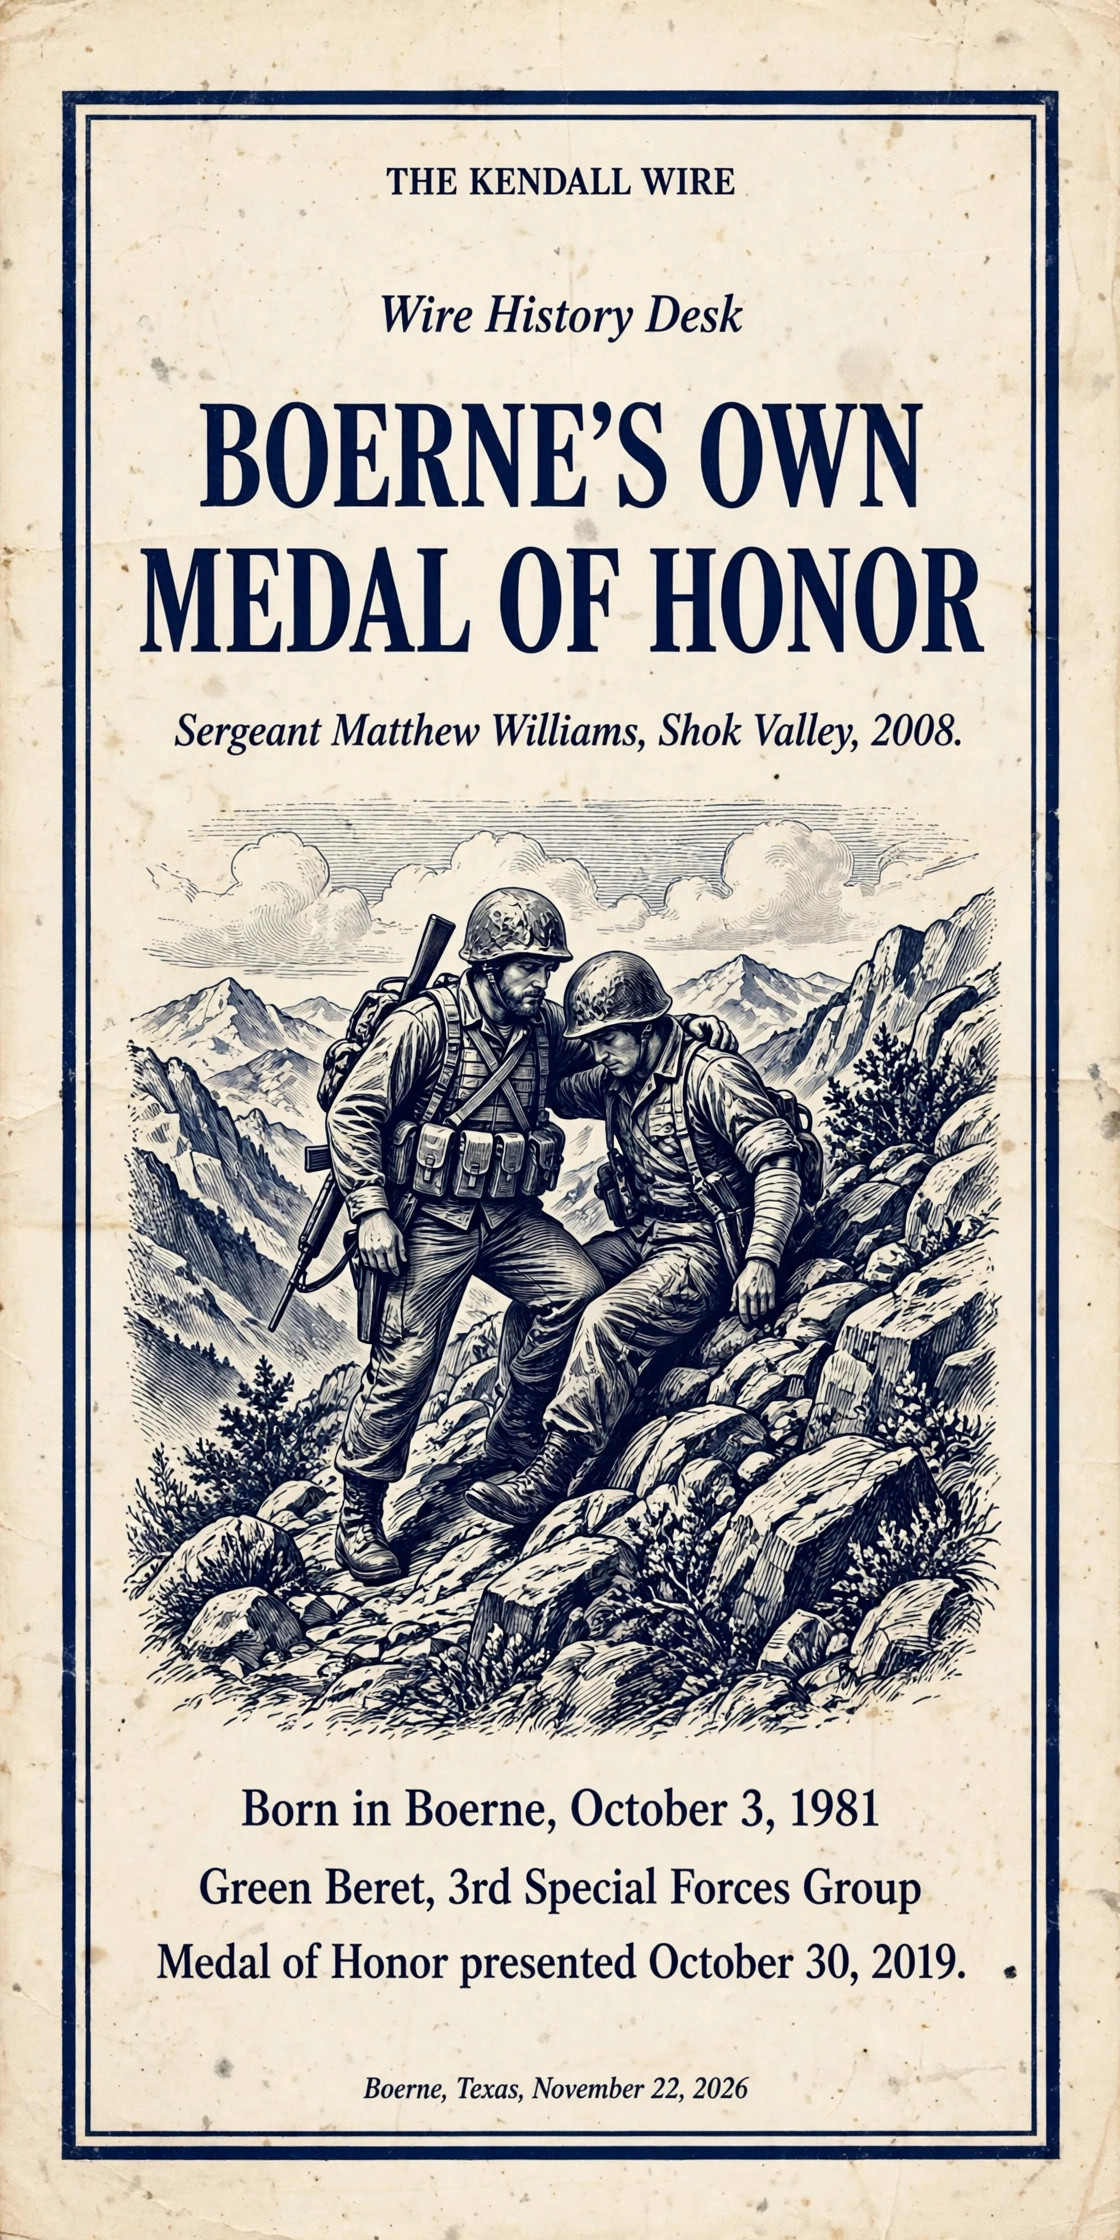 THE KENDALL WIRE
Wire History Desk
BOERNE’S OWN
MEDAL OF HONOR
Sergeant Matthew Williams, Shok Valley, 2008.
Born in Boerne, October 3, 1981
Green Beret, 3rd Special Forces Group
Medal of Honor presented October 30, 2019.
Boerne, Texas, November 22, 2026